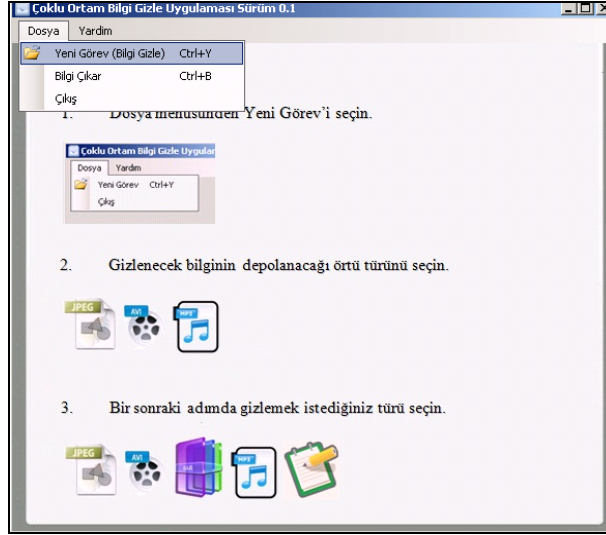 Çoklu Ortam Bilgi Gizle Uygulaması Sürüm 0.1
Dosya Yardim
Yeni Görev (Bilgi Gizle) Ctrl+Y
Bilgi Çıkar Ctrl+B
Çıkış
1. Dosya menüsünden Yeni Görev'i seçin.
Çoklu Ortam Bilgi Gizle Uygular
Dosya Yardım
Yeni Görev Ctrl+Y
Çıkış
2. Gizlenecek bilginin depolanacağı örtü türünü seçin.
JPEG AVI MP3
3. Bir sonraki adımda gizlemek istediğiniz türü seçin.
JPEG AVI MP3